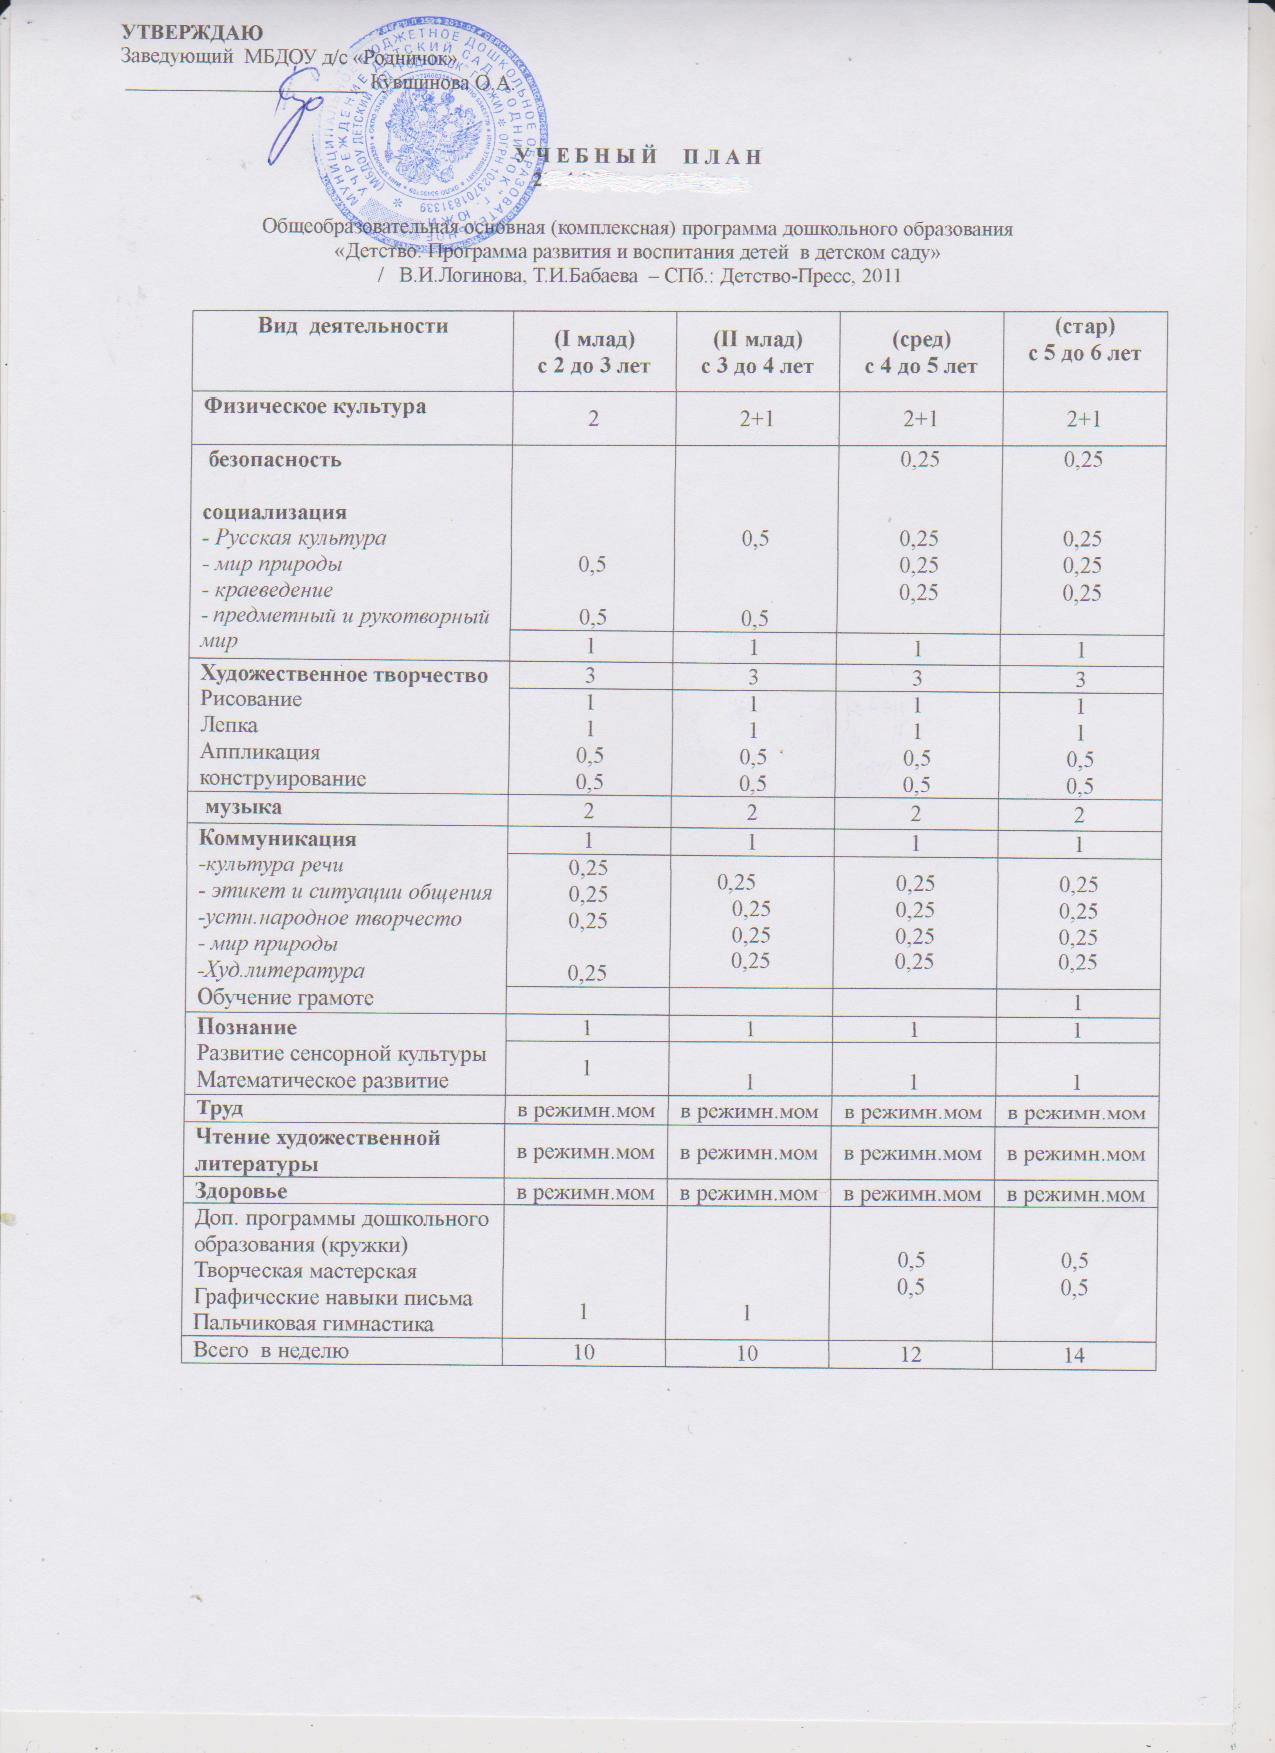 УТВЕРЖДАЮ
Заведующий МБДОУ д/с «Родничок»
Кувшинова О.А.
УЧЕБНЫЙ ПЛАН
Общеобразовательная основная (комплексная) программа дошкольного образования
«Детство: Программа развития и воспитания детей в детском саду»
/ В.И.Логинова, Т.И.Бабаева – СПб.: Детство-Пресс, 2011
Вид деятельности (I млад) (II млад) (сред) (стар)
с 2 до 3 лет с 3 до 4 лет с 4 до 5 лет с 5 до 6 лет
Физическое культура 2 2+1 2+1 2+1
безопасность 0,25 0,25
социализация
- Русская культура 0,5 0,25 0,25
- мир природы 0,5 0,25 0,25
- краеведение 0,25 0,25
- предметный и рукотворный 0,5 0,5
мир 1 1 1 1
Художественное творчество 3 3 3 3
Рисование 1 1 1 1
Лепка 1 1 1 1
Аппликация 0,5 0,5 0,5 0,5
конструирование 0,5 0,5 0,5 0,5
музыка 2 2 2 2
Коммуникация 1 1 1 1
-культура речи 0,25
- этикет и ситуации общения 0,25 0,25 0,25 0,25
-устн.народное творчесто 0,25 0,25 0,25 0,25
- мир природы 0,25 0,25 0,25
-Худ.литература 0,25 0,25 0,25 0,25
Обучение грамоте 1
Познание 1 1 1 1
Развитие сенсорной культуры 1
Математическое развитие 1 1 1
Труд в режимн.мом в режимн.мом в режимн.мом в режимн.мом
Чтение художественной
литературы в режимн.мом в режимн.мом в режимн.мом в режимн.мом
Здоровье в режимн.мом в режимн.мом в режимн.мом в режимн.мом
Доп. программы дошкольного
образования (кружки)
Творческая мастерская 0,5 0,5
Графические навыки письма 0,5 0,5
Пальчиковая гимнастика 1 1
Всего в неделю 10 10 12 14